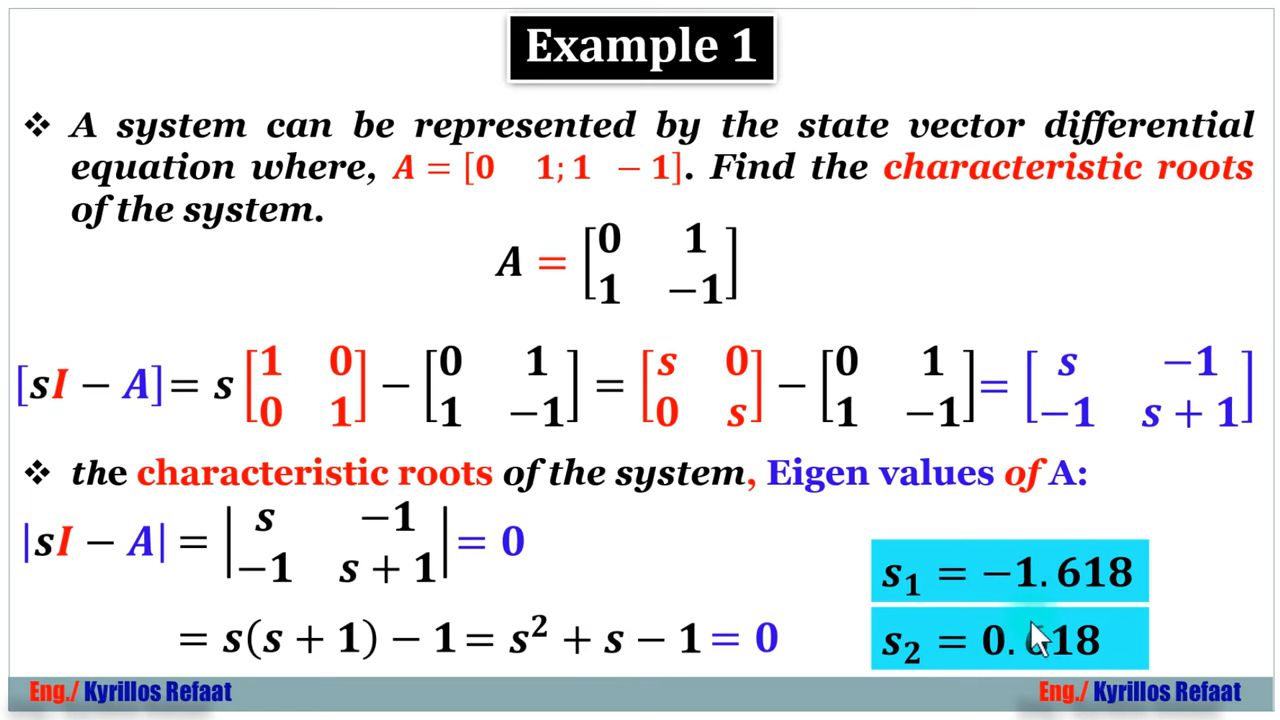 Example 1
❖ A system can be represented by the state vector differential
equation where, A = [0 1; 1 −1]. Find the characteristic roots
of the system.
A = [0 1
1 −1]
[sI − A] = s [1 0
0 1] − [0 1
1 −1] = [s 0
0 s] − [0 1
1 −1] = [s −1
−1 s + 1]
❖ the characteristic roots of the system, Eigen values of A:
|sI − A| = |s −1
−1 s + 1| = 0
= s(s + 1) − 1 = s² + s − 1 = 0
s₁ = −1.618
s₂ = 0.618
Eng./ Kyrillos Refaat
Eng./ Kyrillos Refaat